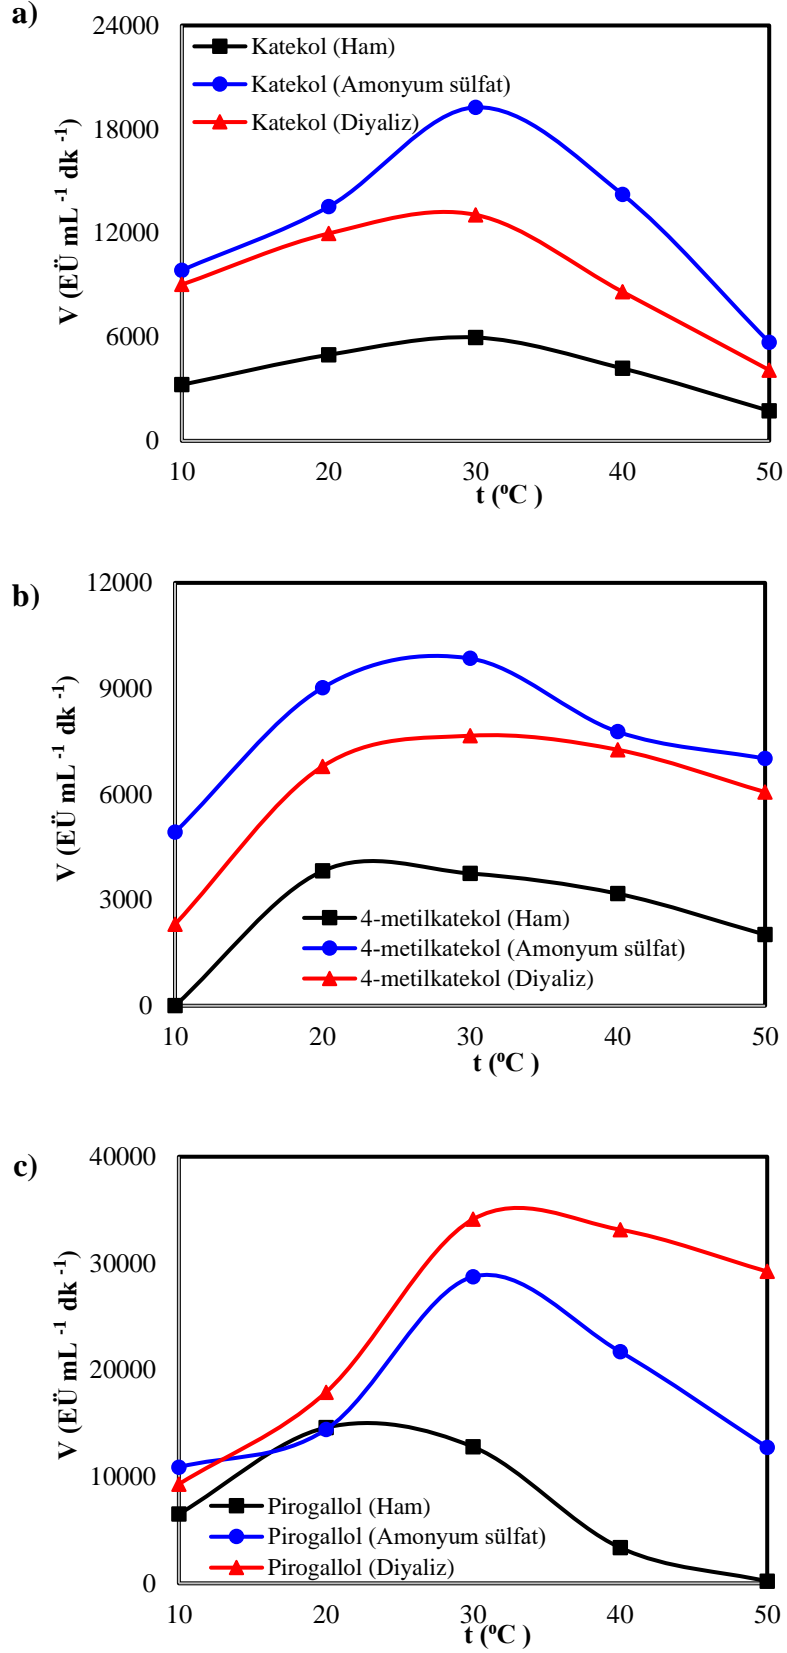 a)
24000
18000
12000
6000
0
V (EÜ mL -1 dk -1)
Katekol (Ham)
Katekol (Amonyum sülfat)
Katekol (Diyaliz)
10 20 30 40 50
t (ºC )
b)
12000
9000
6000
3000
0
V (EÜ mL -1 dk -1)
4-metilkatekol (Ham)
4-metilkatekol (Amonyum sülfat)
4-metilkatekol (Diyaliz)
10 20 30 40 50
t (ºC )
c)
40000
30000
20000
10000
0
V (EÜ mL -1 dk -1)
Pirogallol (Ham)
Pirogallol (Amonyum sülfat)
Pirogallol (Diyaliz)
10 20 30 40 50
t (ºC )